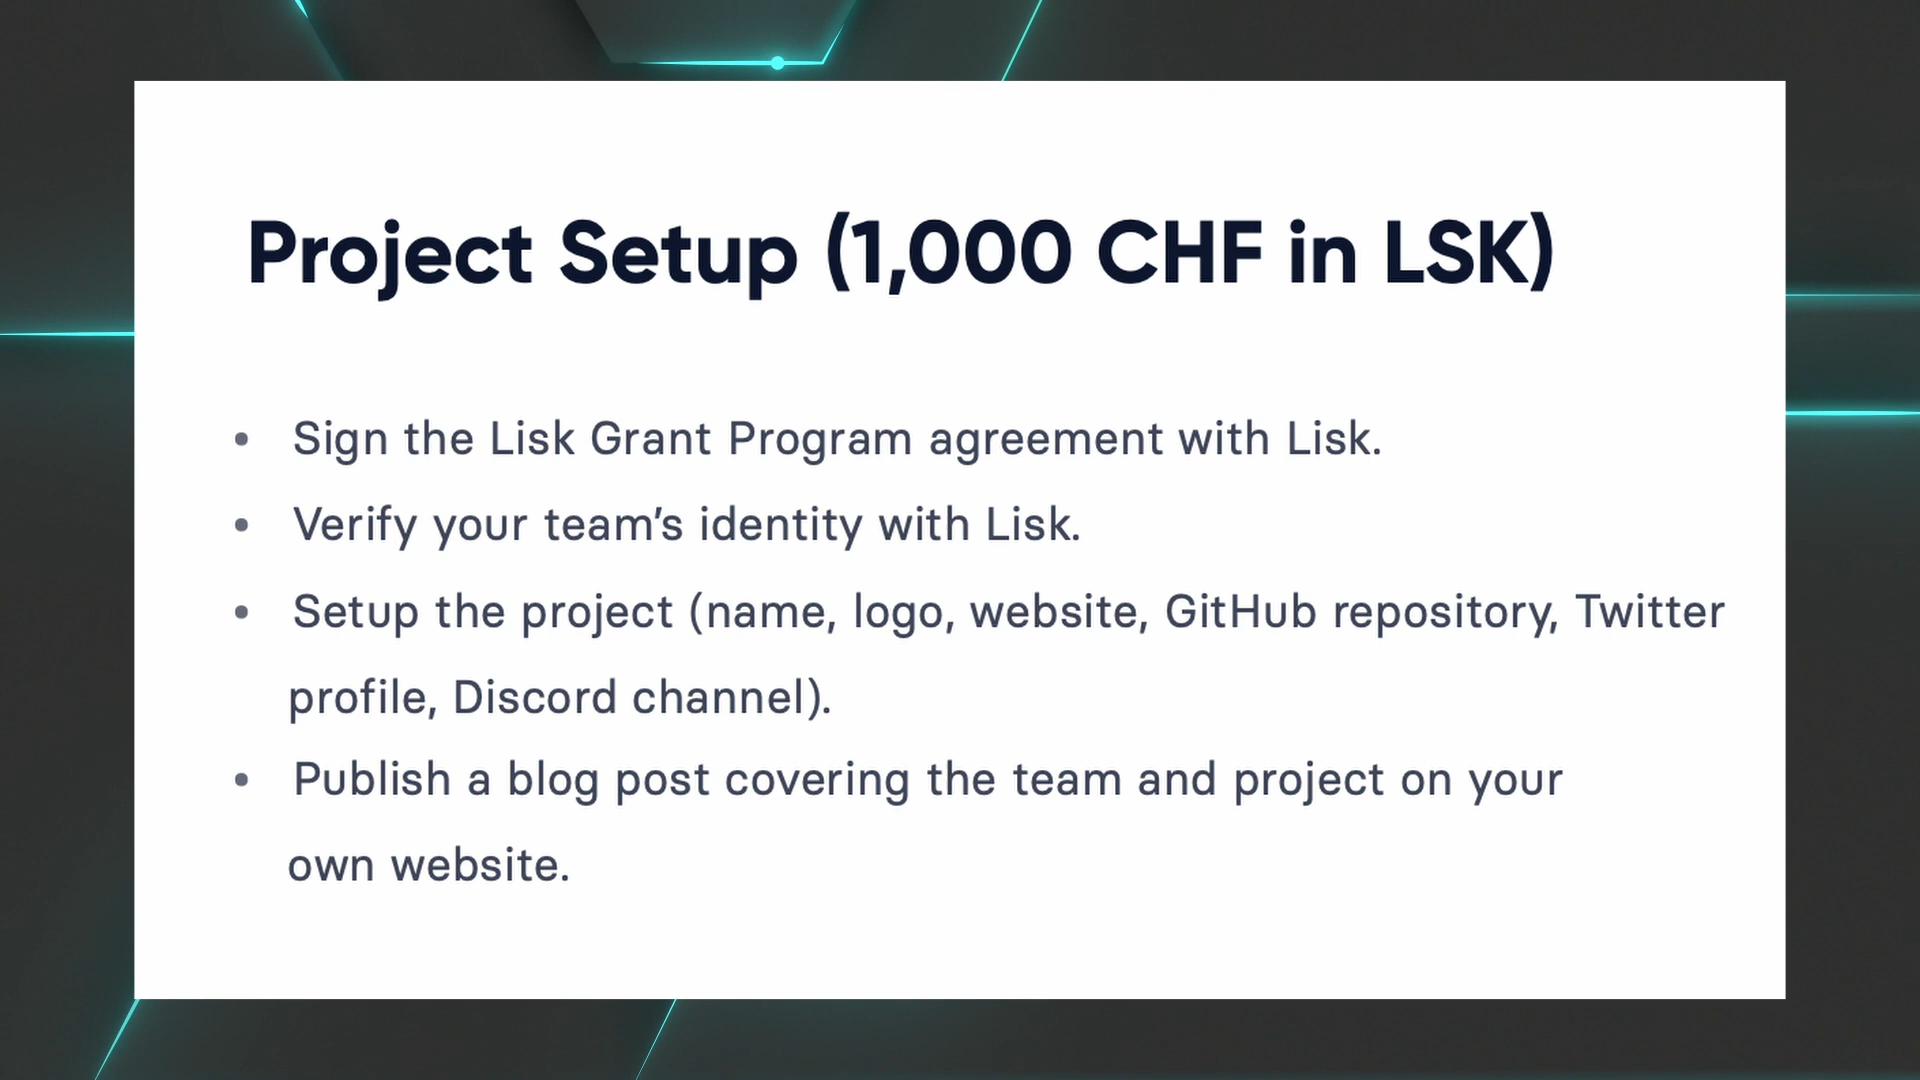 Project Setup (1,000 CHF in LSK)
• Sign the Lisk Grant Program agreement with Lisk.
• Verify your team’s identity with Lisk.
• Setup the project (name, logo, website, GitHub repository, Twitter
profile, Discord channel).
• Publish a blog post covering the team and project on your
own website.